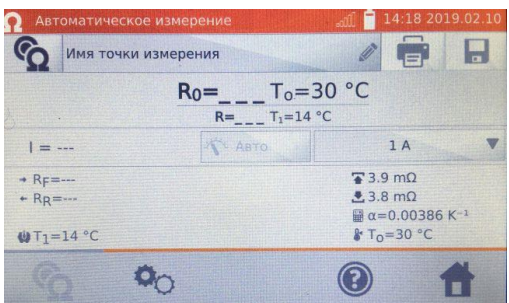 Автоматическое измерение 14:18 2019.02.10
Имя точки измерения
R₀=_ _ _ T₀=30 °C
R=_ _ _ T₁=14 °C
I = --- Авто 1 A
→ RF=--- 3.9 mΩ
← RR=--- 3.8 mΩ
α=0.00386 K⁻¹
T₁=14 °C T₀=30 °C